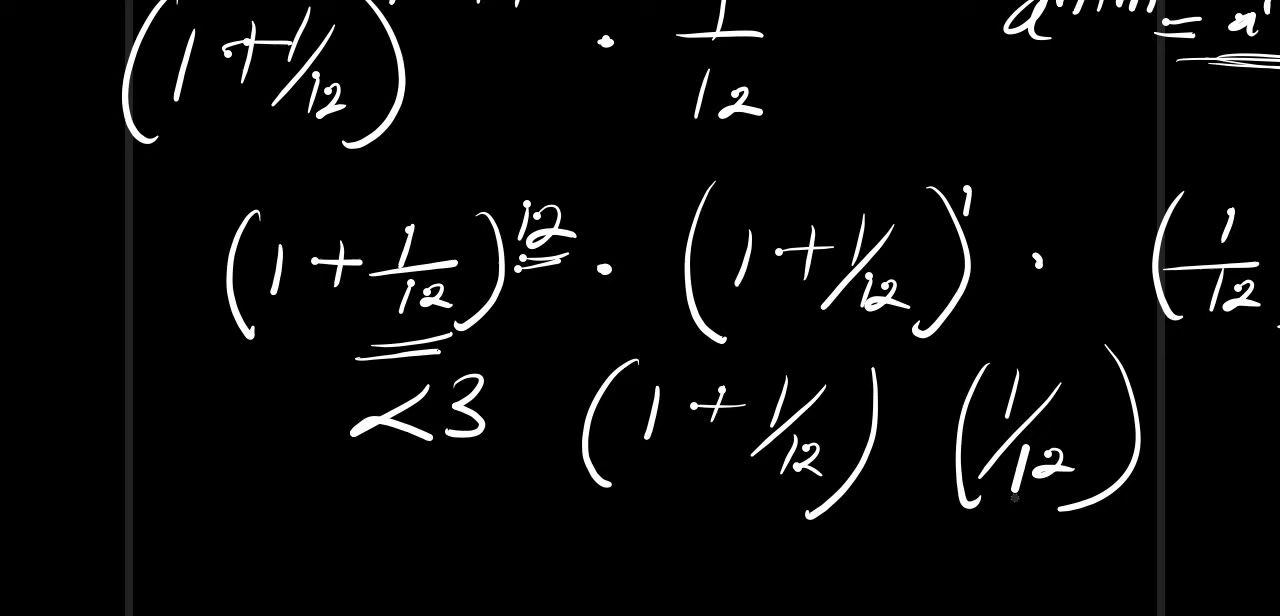 (1 + 1/12) · 1/12 a = a
(1 + 1/12)^12 · (1 + 1/12)^1 · (1/12
<3 (1 + 1/12) (1/12)